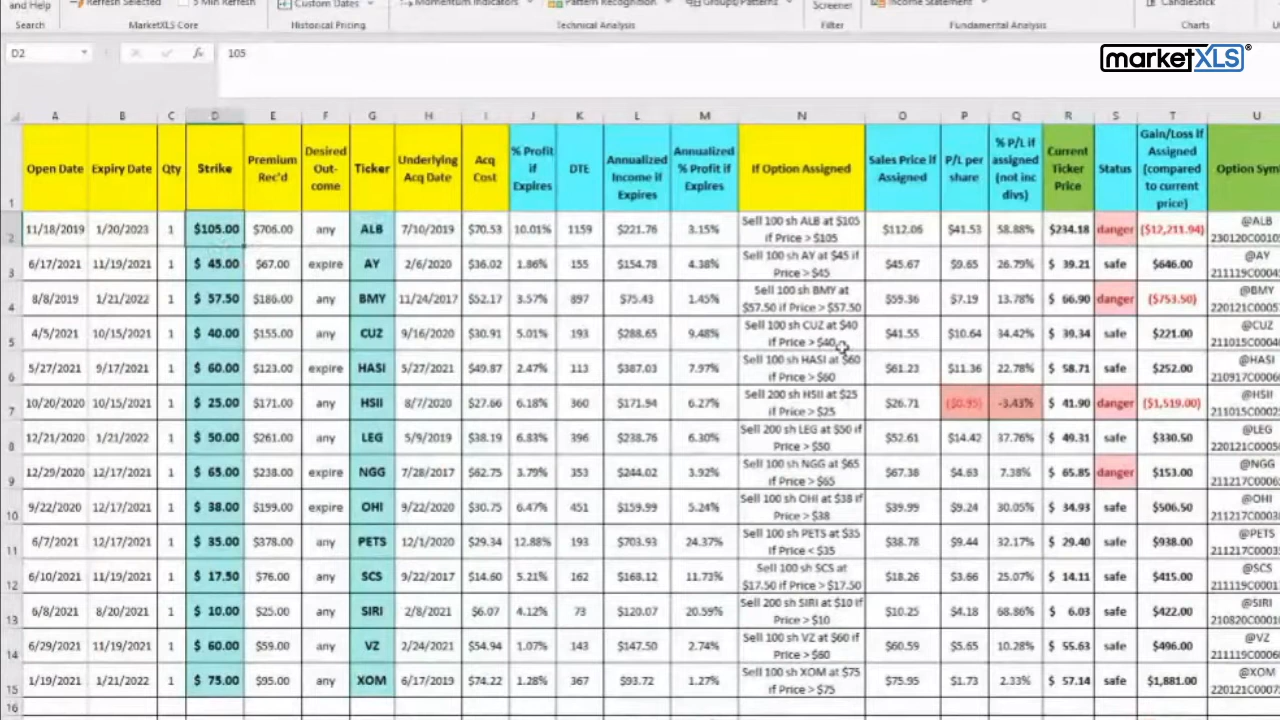 and Help Refresh Selected 5 Min Refresh Custom Dates Momentum Indicators Pattern Recognition Groups/Patterns Screener Income Statement CandleStick
Search MarketXLS-Core Historical Pricing Technical Analysis Filter Fundamental Analysis Charts
D2 fx 105
marketXLS®
A B C D E F G H I J K L M N O P Q R S T U
1 Open Date Expiry Date Qty Strike Premium Rec'd Desired Out-come Ticker Underlying Acq Date Acq Cost % Profit if Expires DTE Annualized Income if Expires Annualized % Profit if Expires If Option Assigned Sales Price if Assigned P/L per share % P/L if assigned (not inc divs) Current Ticker Price Status Gain/Loss If Assigned (compared to current price) Option Sym
2 11/18/2019 1/20/2023 1 $105.00 $706.00 any ALB 7/10/2019 $70.53 10.01% 1159 $221.76 3.15% Sell 100 sh ALB at $105 if Price > $105 $112.06 $41.53 58.88% $234.18 danger ($12,211.94) @ALB
3 6/17/2021 11/19/2021 1 $ 45.00 $67.00 expire AY 2/6/2020 $36.02 1.86% 155 $154.78 4.38% Sell 100 sh AY at $45 if Price > $45 $45.67 $9.65 26.79% $ 39.21 safe $646.00 @AY
4 8/8/2019 1/21/2022 1 $ 57.50 $186.00 any BMY 11/24/2017 $52.17 3.57% 897 $75.43 1.45% Sell 100 sh BMY at $57.50 if Price > $57.50 $59.36 $7.19 13.78% $ 66.90 danger ($753.50) @BMY
5 4/5/2021 10/15/2021 1 $ 40.00 $155.00 any CUZ 9/16/2020 $30.91 5.01% 193 $288.65 9.48% Sell 100 sh CUZ at $40 if Price > $40 $41.55 $10.64 34.42% $ 39.34 safe $221.00 @CUZ
6 5/27/2021 9/17/2021 1 $ 60.00 $123.00 expire HASI 5/27/2021 $49.87 2.47% 113 $387.03 7.97% Sell 100 sh HASI at $60 if Price > $60 $61.23 $11.36 22.78% $ 58.71 safe $252.00 @HASI
7 10/20/2020 10/15/2021 1 $ 25.00 $171.00 any HSII 8/7/2020 $27.66 6.18% 360 $171.94 6.27% Sell 200 sh HSII at $25 if Price > $25 $26.71 ($0.95) -3.43% $ 41.90 danger ($1,519.00) @HSII
8 12/21/2020 1/21/2022 1 $ 50.00 $261.00 any LEG 5/9/2019 $38.19 6.83% 396 $238.76 6.30% Sell 200 sh LEG at $50 if Price > $50 $52.61 $14.42 37.76% $ 49.31 safe $330.50 @LEG
9 12/29/2020 12/17/2021 1 $ 65.00 $238.00 expire NGG 7/28/2017 $62.75 3.79% 353 $244.02 3.92% Sell 100 sh NGG at $65 if Price > $65 $67.38 $4.63 7.38% $ 65.85 danger $153.00 @NGG
10 9/22/2020 12/17/2021 1 $ 38.00 $199.00 expire OHI 9/22/2020 $30.75 6.47% 451 $159.99 5.24% Sell 100 sh OHI at $38 if Price > $38 $39.99 $9.24 30.05% $ 34.93 safe $506.50 @OHI
11 6/7/2021 12/17/2021 1 $ 35.00 $378.00 any PETS 12/1/2020 $29.34 12.88% 193 $703.93 24.37% Sell 100 sh PETS at $35 if Price < $35 $38.78 $9.44 32.17% $ 29.40 safe $938.00 @PETS
12 6/10/2021 11/19/2021 1 $ 17.50 $76.00 any SCS 9/22/2017 $14.60 5.21% 162 $168.12 11.73% Sell 100 sh SCS at $17.50 if Price > $17.50 $18.26 $3.66 25.07% $ 14.11 safe $415.00 @SCS
13 6/8/2021 8/20/2021 1 $ 10.00 $25.00 any SIRI 2/8/2021 $6.07 4.12% 73 $120.07 20.59% Sell 200 sh SIRI at $10 if Price > $10 $10.25 $4.18 68.86% $ 6.03 safe $422.00 @SIRI
14 6/29/2021 11/19/2021 1 $ 60.00 $59.00 any VZ 2/24/2021 $54.94 1.07% 143 $147.50 2.74% Sell 100 sh VZ at $60 if Price > $60 $60.59 $5.65 10.28% $ 55.63 safe $496.00 @VZ
15 1/21/2022 1 $ 75.00 $95.00 any XOM 6/17/2019 $74.22 1.28% 367 $93.72 1.27% Sell 100 sh XOM at $75 if Price > $75 $75.95 $1.73 2.33% $ 57.14 safe $1,881.00 @XOM
16